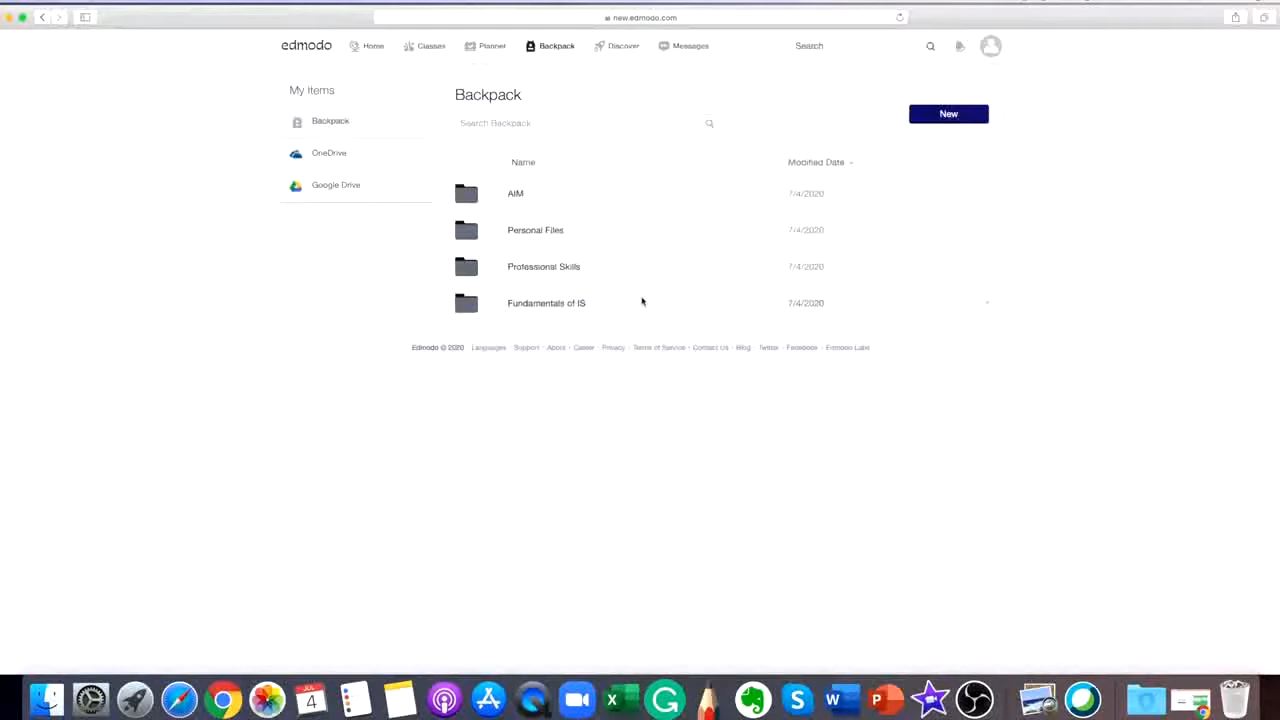 new.edmodo.com
edmodo Home Classes Planner Backpack Discover Messages Search
My Items
Backpack
OneDrive
Google Drive
Backpack
Search Backpack
New
Name Modified Date
AIM 7/4/2020
Personal Files 7/4/2020
Professional Skills 7/4/2020
Fundamentals of IS 7/4/2020
Edmodo © 2020 Languages Support · About · Career Privacy · Terms of Service · Contact Us · Blog Twitter · Facebook · Edmodo Labs
JUL
4
X
G
S
W
P